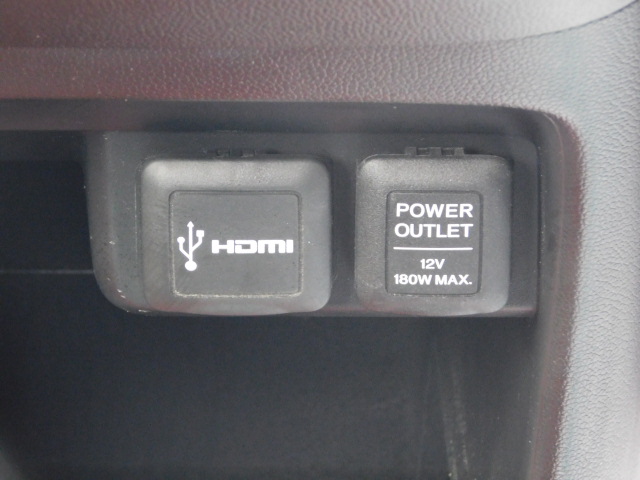 HDMI
POWER
OUTLET
12V
180W MAX.